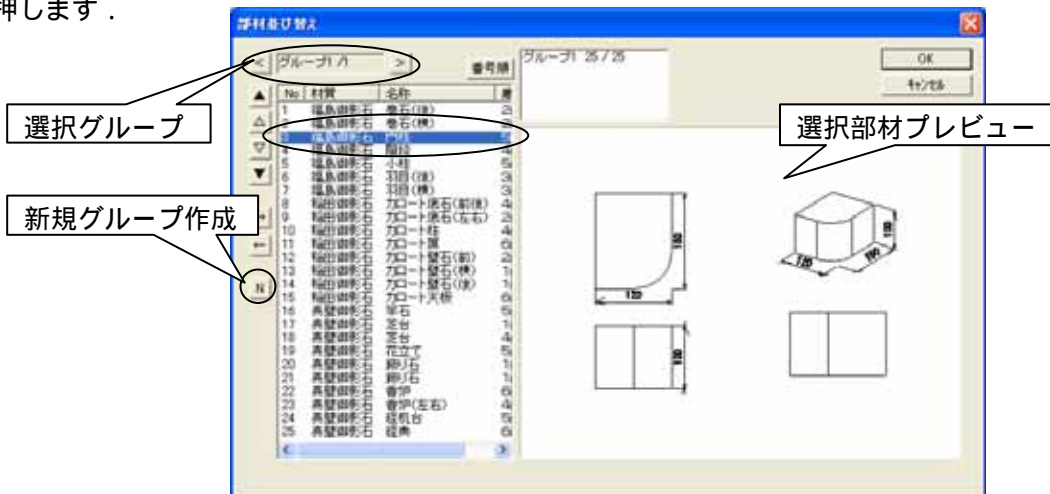 押します．
部材並び替え
< グループ1 /1 > 番号順
グループ1 25 / 25
OK
キャンセル
選択グループ
選択部材プレビュー
新規グループ作成
No 材質 名称
1 福島御影石 巻石(後)
2 福島御影石 巻石(横)
3 福島御影石 門柱
4 福島御影石 階段
5 福島御影石 小柱
6 福島御影石 羽目(後)
7 福島御影石 羽目(横)
8 稲田御影石 カロート底石(前後)
9 稲田御影石 カロート底石(左右)
10 稲田御影石 カロート柱
11 稲田御影石 カロート扉
12 稲田御影石 カロート壁石(前)
13 稲田御影石 カロート壁石(横)
14 稲田御影石 カロート壁石(後)
15 稲田御影石 カロート天板
16 真壁御影石 竿石
17 真壁御影石 芝台
18 真壁御影石 芝台
19 真壁御影石 花立て
20 真壁御影石 飾り石
21 真壁御影石 飾り石
22 真壁御影石 香炉
23 真壁御影石 香炉(左右)
24 真壁御影石 経机台
25 真壁御影石 経典
N
120
120